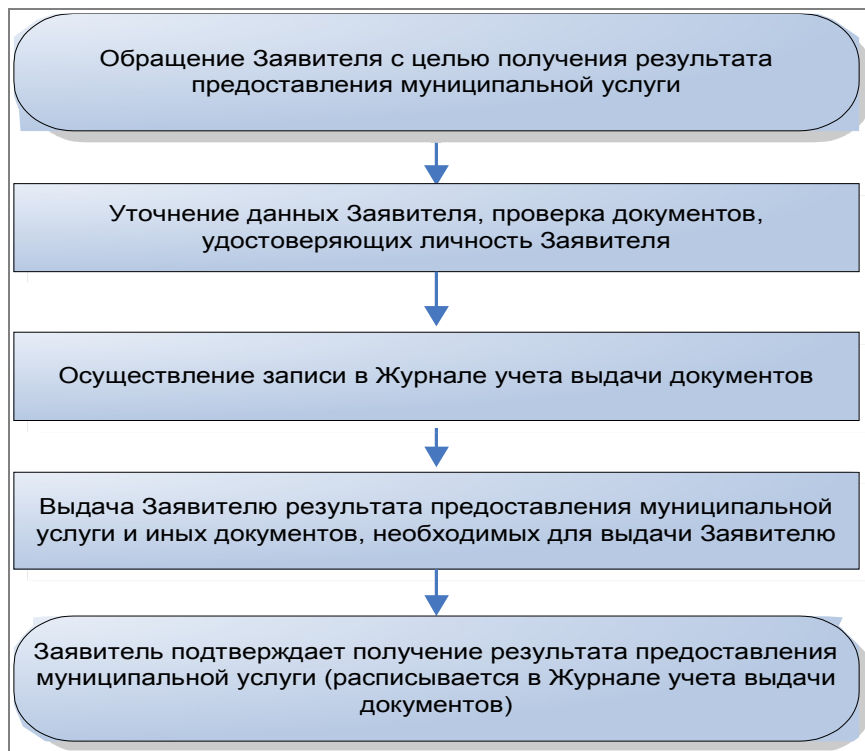 Обращение Заявителя с целью получения результата
предоставления муниципальной услуги
Уточнение данных Заявителя, проверка документов,
удостоверяющих личность Заявителя
Осуществление записи в Журнале учета выдачи документов
Выдача Заявителю результата предоставления муниципальной
услуги и иных документов, необходимых для выдачи Заявителю
Заявитель подтверждает получение результата предоставления
муниципальной услуги (расписывается в Журнале учета выдачи
документов)